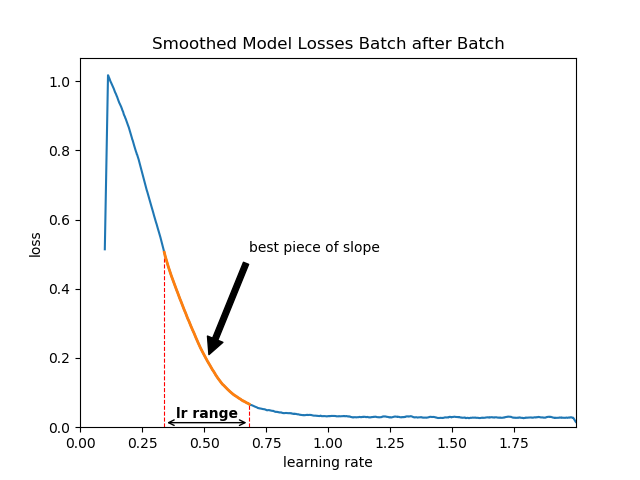 Smoothed Model Losses Batch after Batch
1.0
0.8
0.6
0.4
0.2
0.0
loss
best piece of slope
lr range
0.00 0.25 0.50 0.75 1.00 1.25 1.50 1.75
learning rate